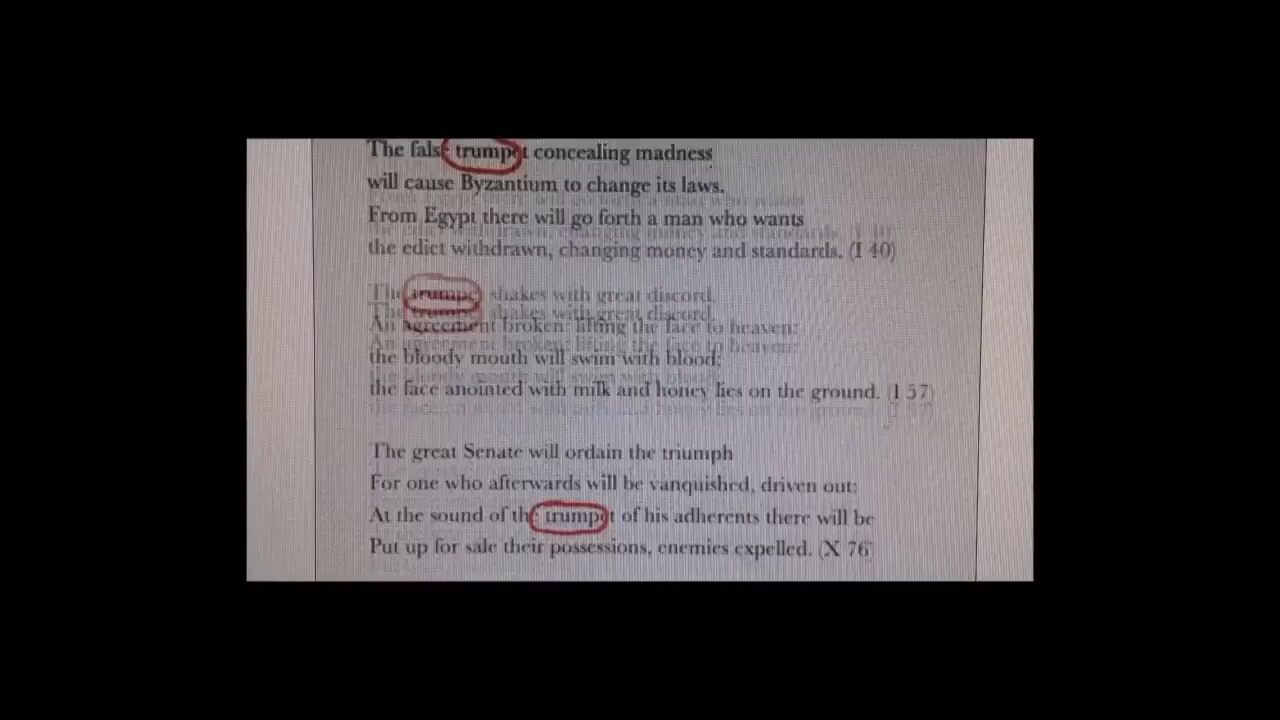 The false trumpet concealing madness
will cause Byzantium to change its laws.
From Egypt there will go forth a man who wants
the edict withdrawn, changing money and standards. (I 40)
The trumpet shakes with great discord.
An agreement broken: lifting the face to heaven:
the bloody mouth will swim with blood;
the face anointed with milk and honey lies on the ground. (I 57)
The great Senate will ordain the triumph
For one who afterwards will be vanquished, driven out:
At the sound of the trumpet of his adherents there will be
Put up for sale their possessions, enemies expelled. (X 76)